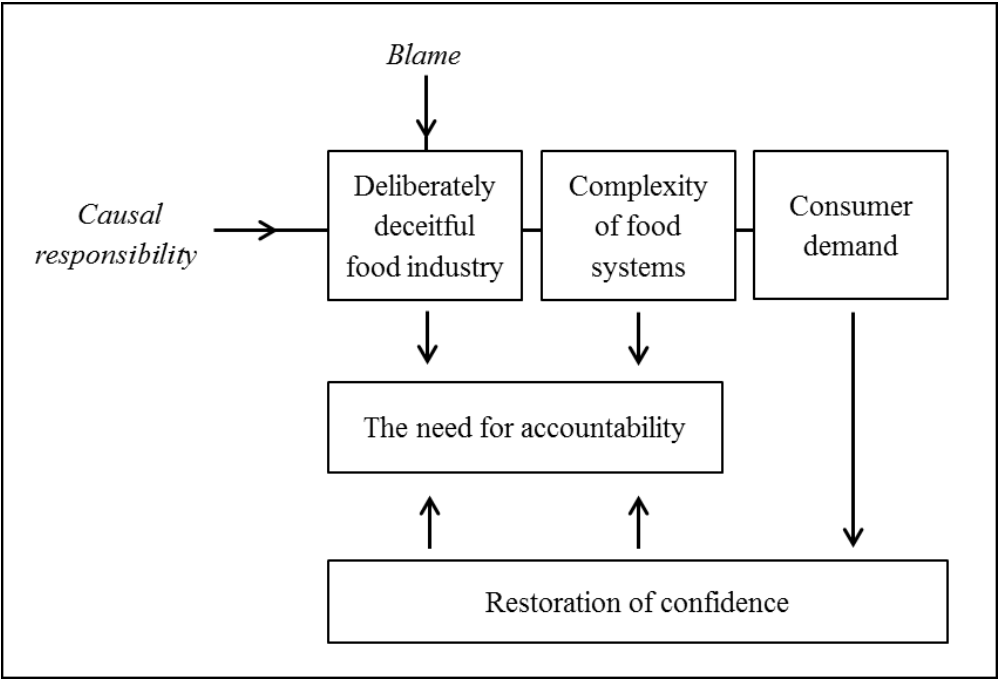 Blame
Causal
responsibility
Deliberately
deceitful
food industry
Complexity
of food
systems
Consumer
demand
The need for accountability
Restoration of confidence